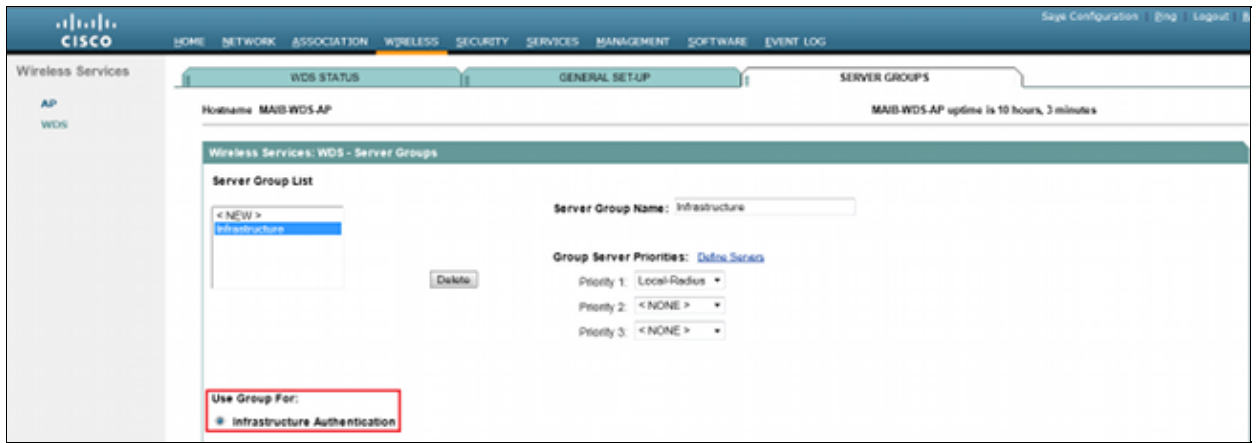 Save Configuration Ping Logout
CISCO
HOME NETWORK ASSOCIATION WIRELESS SECURITY SERVICES MANAGEMENT SOFTWARE EVENT LOG
Wireless Services
WDS STATUS GENERAL SET-UP SERVER GROUPS
AP
WDS
Hostname MAIB-WDS-AP MAIB-WDS-AP uptime is 10 hours, 3 minutes
Wireless Services: WDS - Server Groups
Server Group List
< NEW >
Infrastructure
Delete
Server Group Name: Infrastructure
Group Server Priorities: Define Servers
Priority 1: Local-Radius
Priority 2: < NONE >
Priority 3: < NONE >
Use Group For:
Infrastructure Authentication